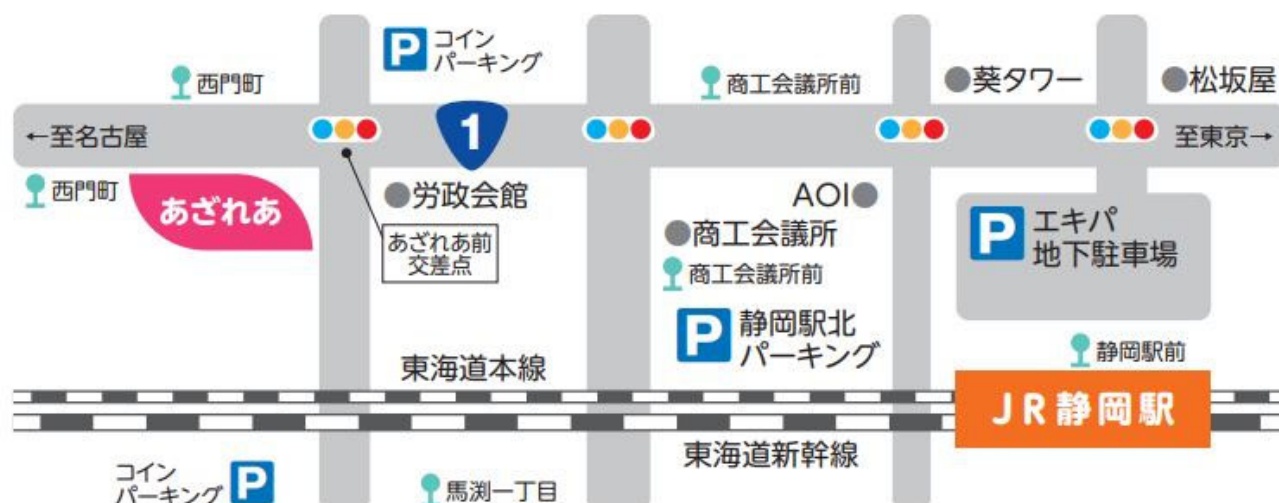 コイン
パーキング
西門町
商工会議所前
●葵タワー
●松坂屋
←至名古屋
1
至東京→
西門町
あざれあ
●労政会館
あざれあ前
交差点
AOI●
●商工会議所
商工会議所前
P
エキパ
地下駐車場
P
静岡駅北
パーキング
静岡駅前
東海道本線
JR静岡駅
東海道新幹線
コイン
パーキング
P
馬渕一丁目
P